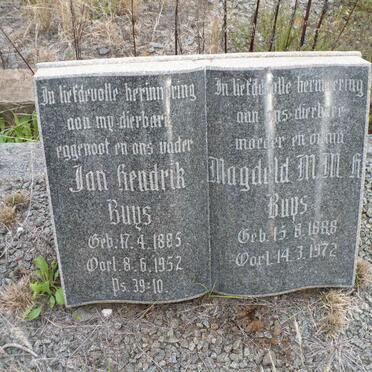 In liefdevolle herinnering
aan my dierbare
eggenoot en ons vader
Jan Hendrik
Buys
Geb. 17.4.1885
Oorl. 8.6.1952
Ps. 39:10.
In liefdevolle herinnering
aan ons dierbare
moeder en ouma
Magdeld M.M.H.
Buys
Geb. 15.8.1888
Oorl. 14.3.1972